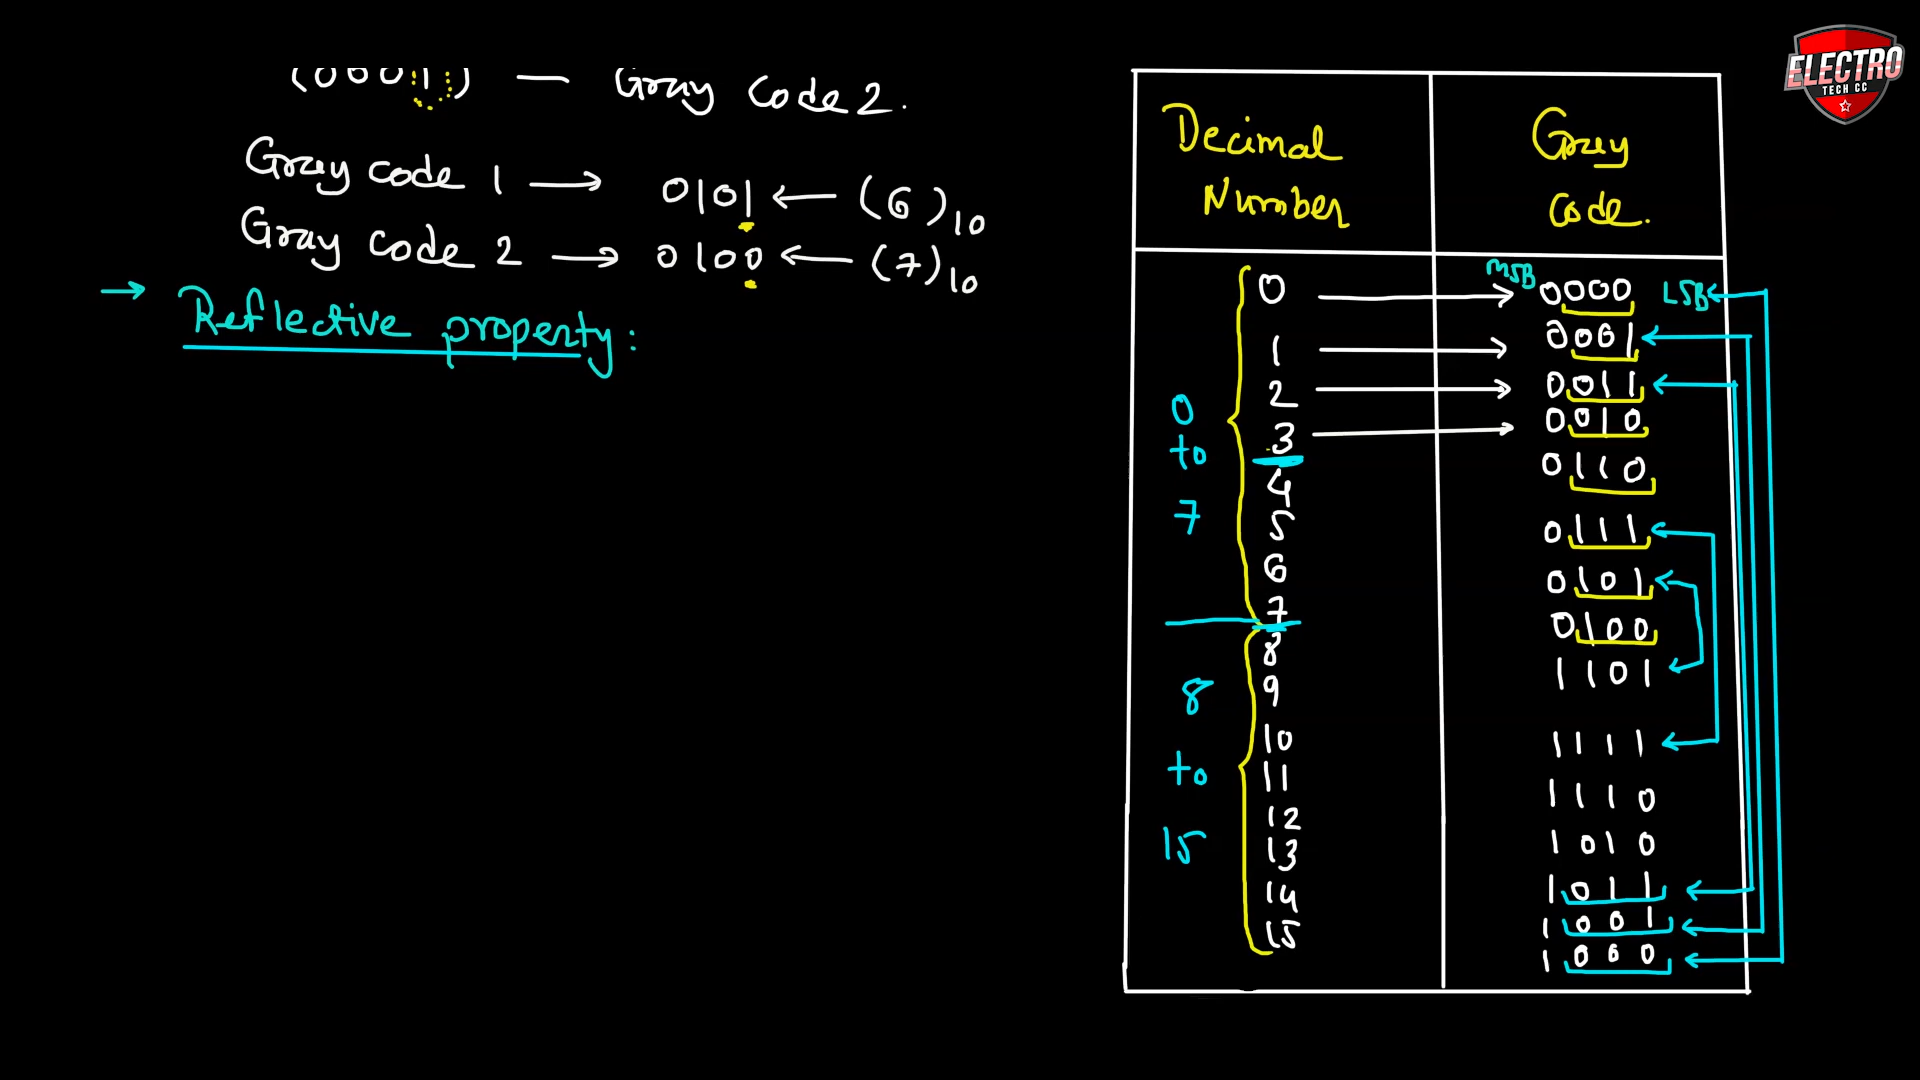 (0001) — Gray Code 2.
Gray code 1 → 0101 ← (6)10
Gray code 2 → 0100 ← (7)10
→ Reflective property:
Decimal Number
Gray Code.
0 to 7
8 to 15
MSB
LSB
0 → 0000
1 → 0001
2 → 0011
3 → 0010
4 0110
5 0111
6 0101
7 0100
8
9 1101
10 1111
11 1110
12 1010
13
14 1011
15 1001
1000
ELECTRO
TECH CC